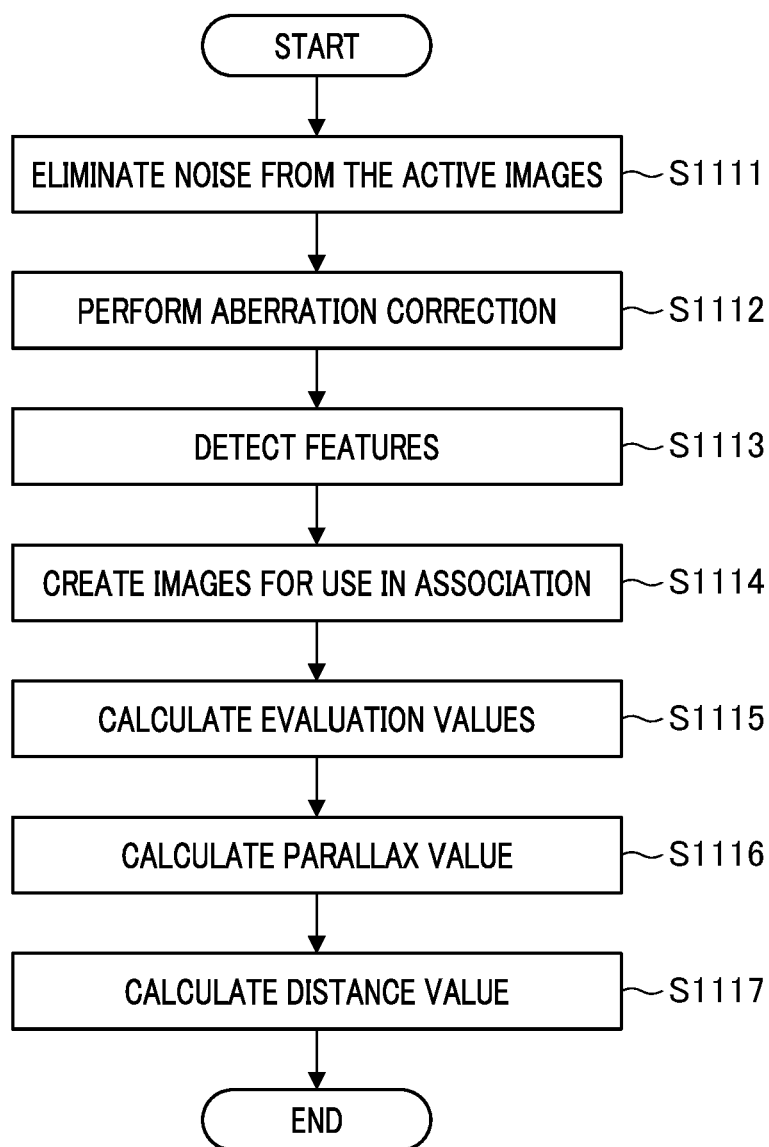 START
ELIMINATE NOISE FROM THE ACTIVE IMAGES S1111
PERFORM ABERRATION CORRECTION S1112
DETECT FEATURES S1113
CREATE IMAGES FOR USE IN ASSOCIATION S1114
CALCULATE EVALUATION VALUES S1115
CALCULATE PARALLAX VALUE S1116
CALCULATE DISTANCE VALUE S1117
END